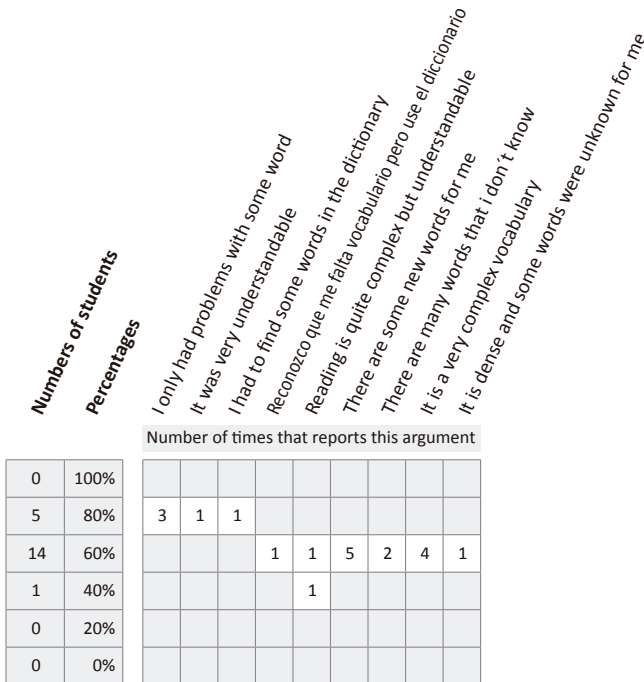 Numbers of students
Percentages
I only had problems with some word
It was very understandable
I had to find some words in the dictionary
Reconozco que me falta vocabulario pero use el diccionario
Reading is quite complex but understandable
There are some new words for me
There are many words that i don´t know
It is a very complex vocabulary
It is dense and some words were unknown for me
Number of times that reports this argument
0 100%
5 80% 3 1 1
14 60% 1 1 5 2 4 1
1 40% 1
0 20%
0 0%